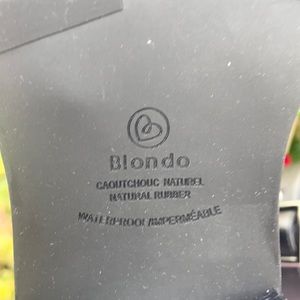 Blondo
CAOUTCHOUC NATUREL
NATURAL RUBBER
WATERPROOF/IMPERMÉABLE